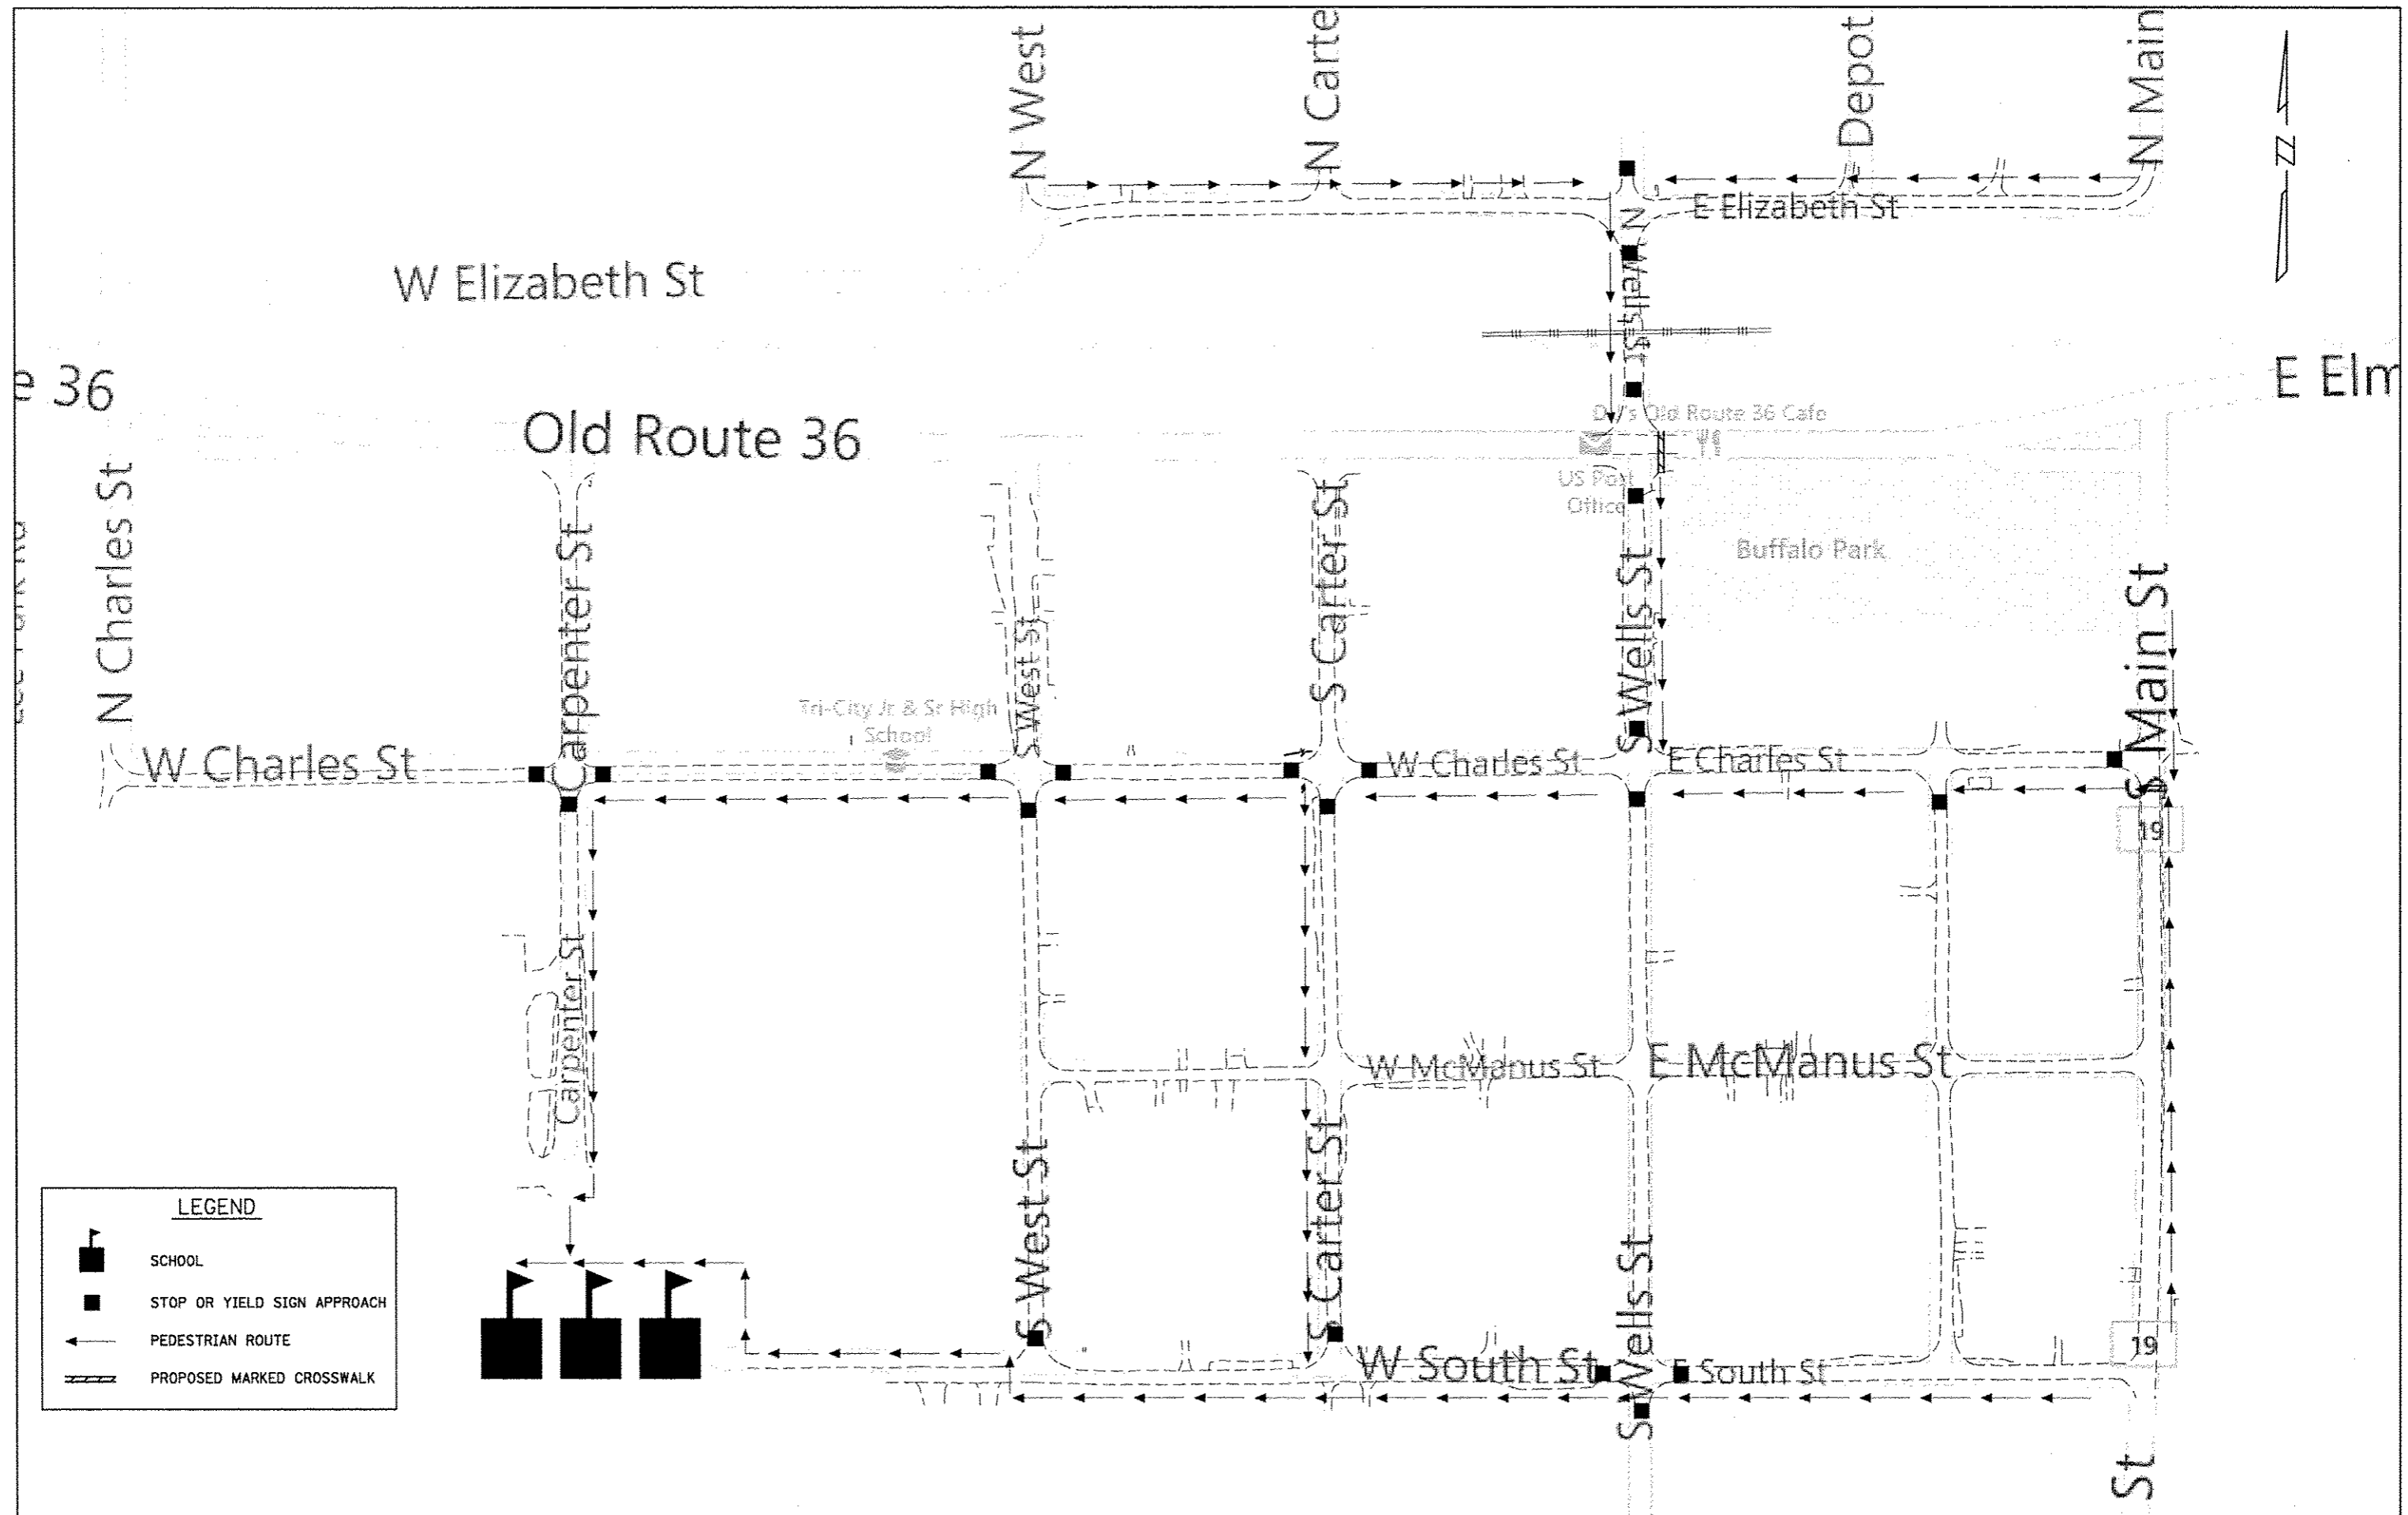 N West
N Carte
Depot
N Main
N
E Elizabeth St
N Wells St
W Elizabeth St
e 36
E Elm
Old Route 36
DJ's Old Route 36 Cafe
US Post
Office
N Charles St
Carpenter St
S Carter St
Buffalo Park
S Wells St
S Main St
S West St
Tri-City Jr & Sr High
School
W Charles St
W Charles St
E Charles St
19
Carpenter St
W McManus St
E McManus St
S West St
S Carter St
S Wells St
W South St
E South St
19
St
LEGEND
SCHOOL
STOP OR YIELD SIGN APPROACH
PEDESTRIAN ROUTE
PROPOSED MARKED CROSSWALK